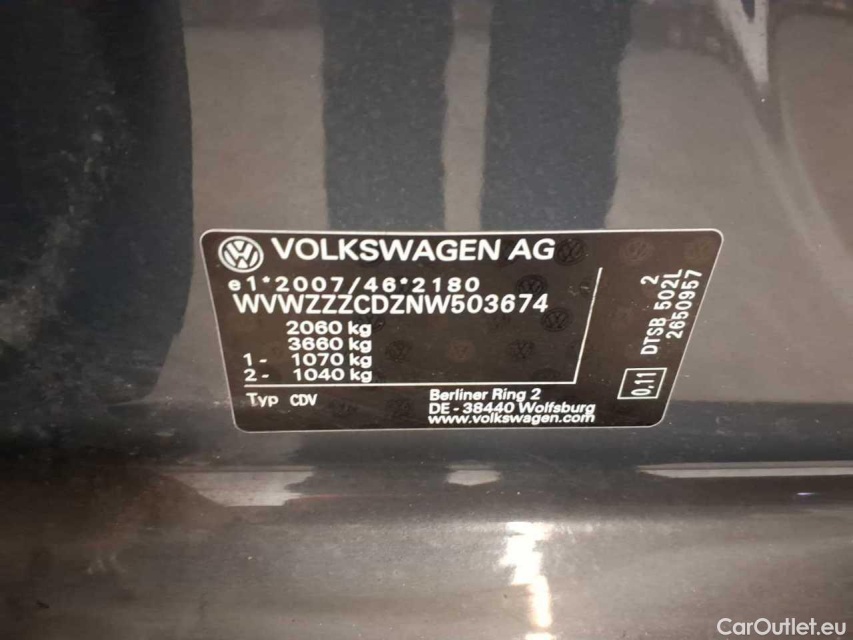 VOLKSWAGEN AG
e1*2007/46*2180
WVWZZZCDZNW503674
2060 kg
3660 kg
1- 1070 kg
2- 1040 kg
Typ CDV
Berliner Ring 2
DE-38440 Wolfsburg
www.volkswagen.com
2
DTSB 502L
2650957
0,11
CarOutlet.eu